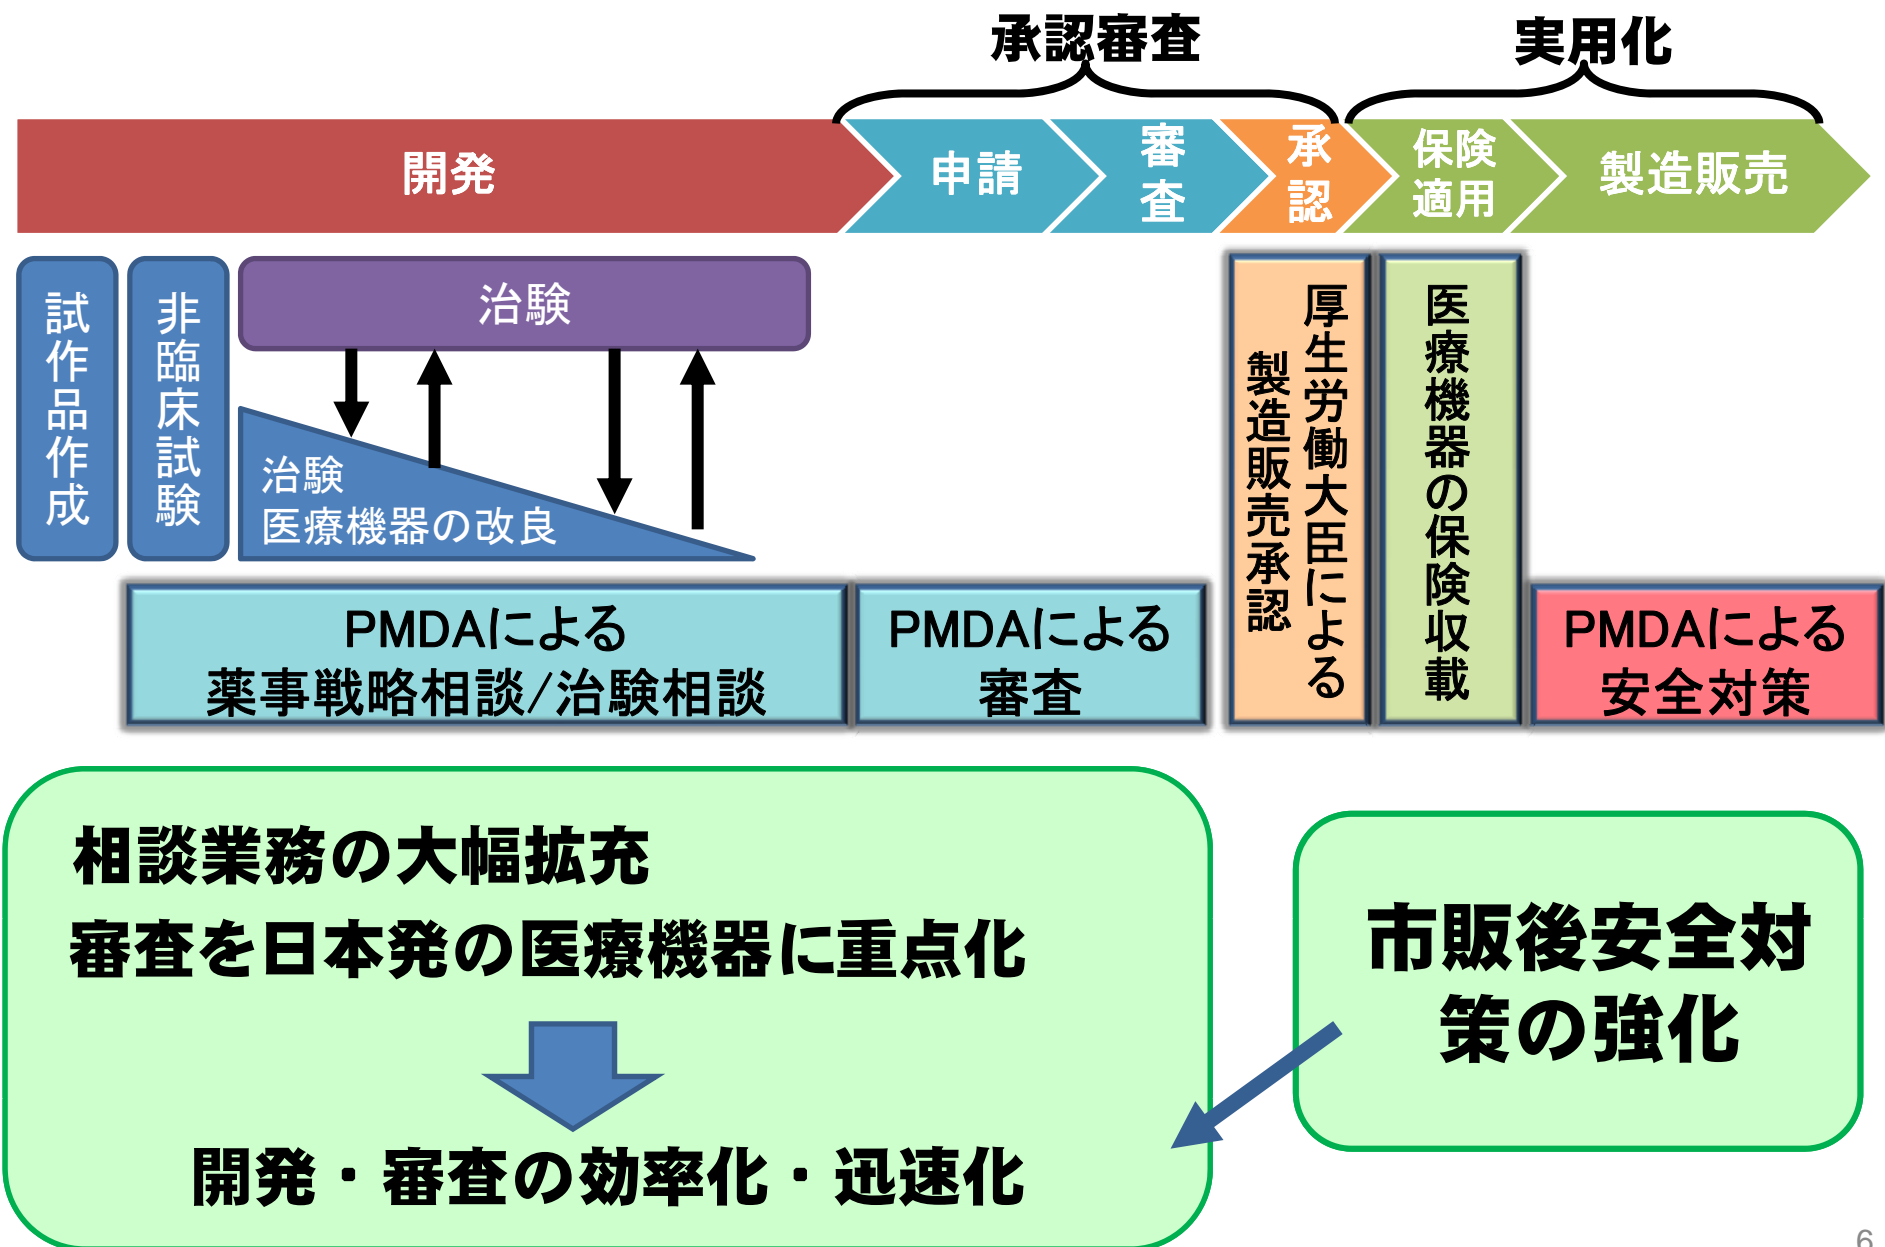 承認審査
実用化
開発
申請
審査
承認
保険
適用
製造販売
試作品作成
非臨床試験
治験
治験
医療機器の改良
厚生労働大臣による
製造販売承認
医療機器の保険収載
PMDAによる
薬事戦略相談/治験相談
PMDAによる
審査
PMDAによる
安全対策
相談業務の大幅拡充
審査を日本発の医療機器に重点化
開発・審査の効率化・迅速化
市販後安全対
策の強化
6